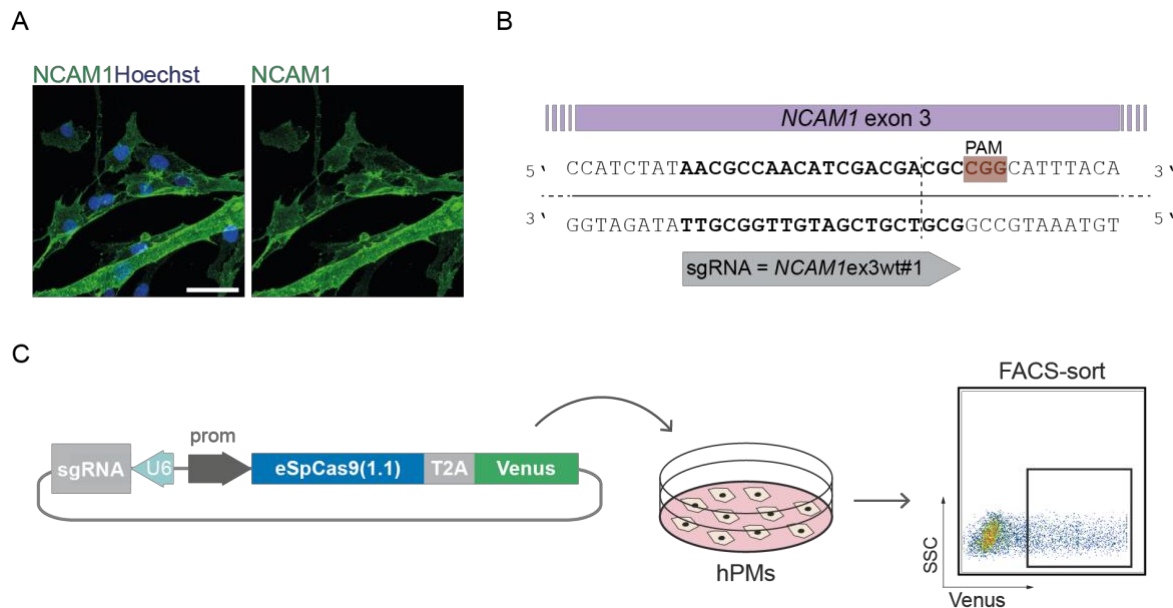 A
NCAM1Hoechst
NCAM1
B
NCAM1 exon 3
PAM
5' CCATCTATAACGCCAACATCGACGACGCCGGCATTTACA 3'
3' GGTAGATATTGCGGTTGTAGCTGCTGCGGCCGTAAATGT 5'
sgRNA = NCAM1ex3wt#1
C
prom
sgRNA U6 eSpCas9(1.1) T2A Venus
hPMs
FACS-sort
SSC
Venus